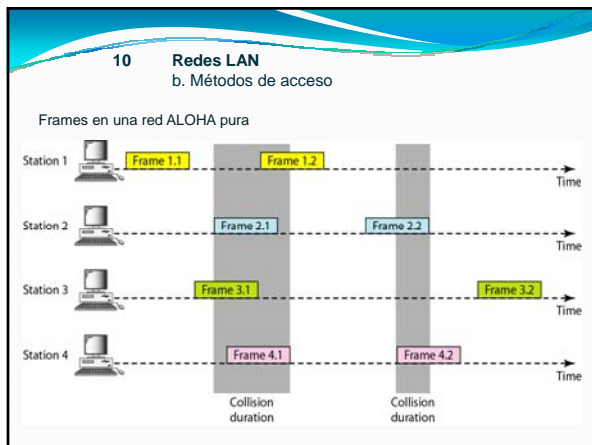 10 Redes LAN
b. Métodos de acceso
Frames en una red ALOHA pura
Station 1
Frame 1.1
Frame 1.2
Time
Station 2
Frame 2.1
Frame 2.2
Time
Station 3
Frame 3.1
Frame 3.2
Time
Station 4
Frame 4.1
Frame 4.2
Time
Collision
duration
Collision
duration